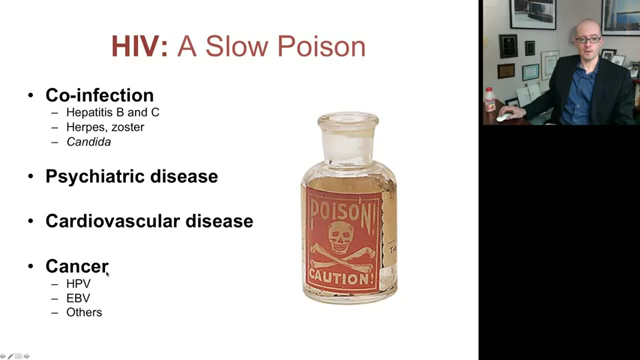 HIV: A Slow Poison
• Co-infection
– Hepatitis B and C
– Herpes, zoster
– Candida
• Psychiatric disease
• Cardiovascular disease
• Cancer
– HPV
– EBV
– Others
POISON!
CAUTION!